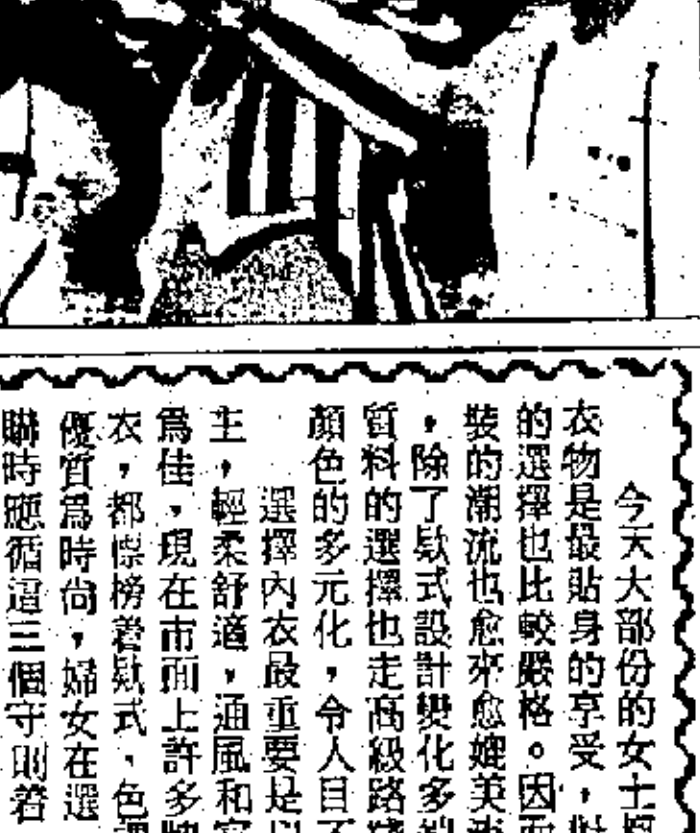 今天大部份的女士
衣物是最貼身的享受，
的選擇也比較嚴格。因
裝的潮流也愈來愈媲美
，除了款式設計變化多
質料的選擇也走高級路
顏色的多元化，令人目不
選擇內衣最重要是以
主，輕柔舒適，通風和
爲佳，現在市面上許多
衣，都標榜着款式、色
優質爲時尚，婦女在選
購時應循這三個守則着